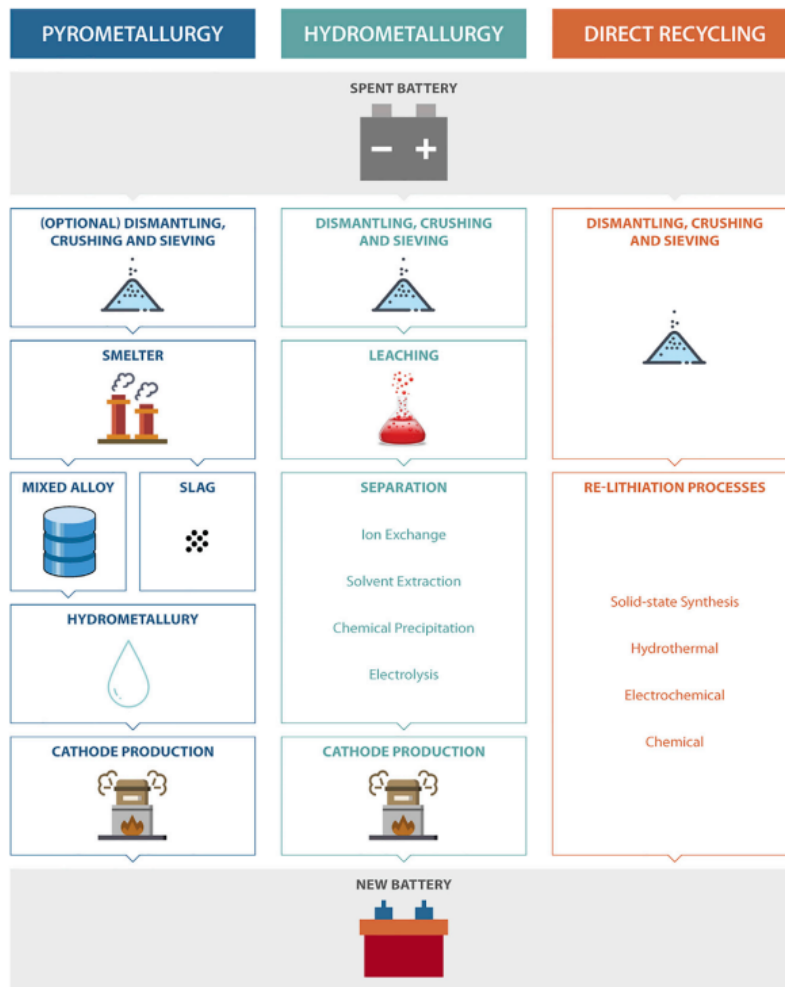 PYROMETALLURGY
HYDROMETALLURGY
DIRECT RECYCLING
SPENT BATTERY
(OPTIONAL) DISMANTLING,
CRUSHING AND SIEVING
DISMANTLING, CRUSHING
AND SIEVING
DISMANTLING, CRUSHING
AND SIEVING
SMELTER
LEACHING
MIXED ALLOY
SLAG
SEPARATION
Ion Exchange
Solvent Extraction
Chemical Precipitation
Electrolysis
RE-LITHIATION PROCESSES
Solid-state Synthesis
Hydrothermal
Electrochemical
Chemical
HYDROMETALLURY
CATHODE PRODUCTION
CATHODE PRODUCTION
NEW BATTERY